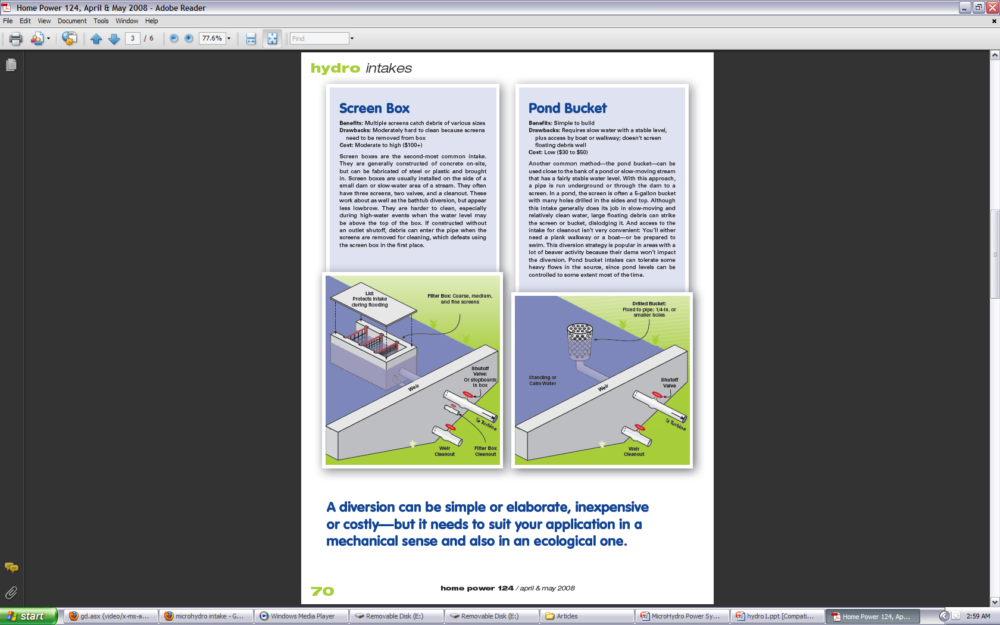 Home Power 124, April & May 2008 - Adobe Reader
File Edit View Document Tools Window Help
3 / 6 77.6% Find
hydro intakes
Screen Box
Benefits: Multiple screens catch debris of various sizes
Drawbacks: Moderately hard to clean because screens
need to be removed from box
Cost: Moderate to high ($100+)
Screen boxes are the second-most common intake.
They are generally constructed of concrete on-site,
but can be fabricated of steel or plastic and brought
in. Screen boxes are usually installed on the side of a
small dam or slow-water area of a stream. They often
have three screens, two valves, and a cleanout. These
work about as well as the bathtub diversion, but appear
less lowbrow. They are harder to clean, especially
during high-water events when the water level may
be above the top of the box. If constructed without
an outlet shutoff, debris can enter the pipe when the
screens are removed for cleaning, which defeats using
the screen box in the first place.
Lid:
Protects intake
during flooding
Filter Box: Coarse, medium,
and fine screens
Shutoff
Valve:
Or stopboards
in box
Weir
To Turbine
Weir
Cleanout
Filter Box
Cleanout
Pond Bucket
Benefits: Simple to build
Drawbacks: Requires slow water with a stable level,
plus access by boat or walkway; doesn't screen
floating debris well
Cost: Low ($30 to $50)
Another common method—the pond bucket—can be
used close to the bank of a pond or slow-moving stream
that has a fairly stable water level. With this approach,
a pipe is run underground or through the dam to a
screen. In a pond, the screen is often a 5-gallon bucket
with many holes drilled in the sides and top. Although
this intake generally does its job in slow-moving and
relatively clean water, large floating debris can strike
the screen or bucket, dislodging it. And access to the
intake for cleanout isn't very convenient: You'll either
need a plank walkway or a boat—or be prepared to
swim. This diversion strategy is popular in areas with a
lot of beaver activity because their dams won't impact
the diversion. Pond bucket intakes can tolerate some
heavy flows in the source, since pond levels can be
controlled to some extent most of the time.
Drilled Bucket:
Fixed to pipe; 1/4-in. or
smaller holes
Standing or
Calm Water
Weir
Shutoff
Valve
To Turbine
Weir
Cleanout
A diversion can be simple or elaborate, inexpensive
or costly—but it needs to suit your application in a
mechanical sense and also in an ecological one.
70
home power 124 / april & may 2008
start gd.asx (video/x-ms-a... microhydro intake - G... Windows Media Player Removable Disk (E:) Removable Disk (E:) Articles MicroHydro Power Sy... hydro1.ppt [Compati... Home Power 124, Ap... 2:59 AM